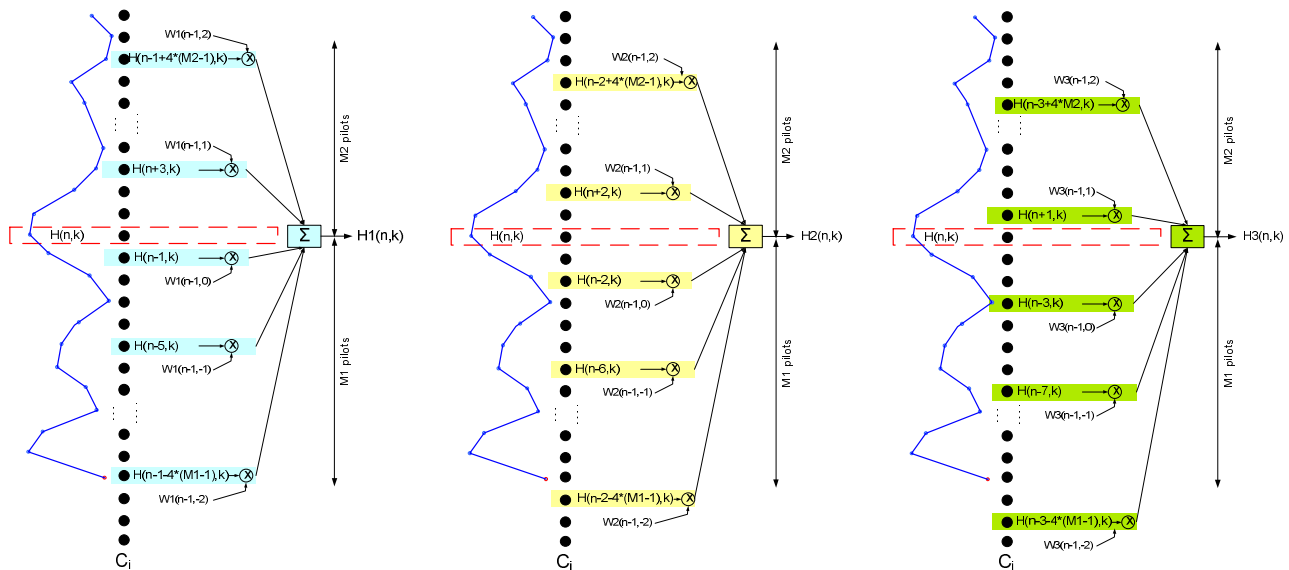 W1(n-1,2)
H(n-1+4*(M2-1),k)
X
W1(n-1,1)
H(n+3,k)
X
M2 pilots
H(n,k)
Σ
H1(n,k)
H(n-1,k)
X
W1(n-1,0)
H(n-5,k)
X
W1(n-1,-1)
M1 pilots
H(n-1-4*(M1-1),k)
X
W1(n-1,-2)
Ci
W2(n-1,2)
H(n-2+4*(M2-1),k)
X
W2(n-1,1)
H(n+2,k)
X
M2 pilots
H(n,k)
Σ
H2(n,k)
H(n-2,k)
X
W2(n-1,0)
H(n-6,k)
X
W2(n-1,-1)
M1 pilots
H(n-2-4*(M1-1),k)
X
W2(n-1,-2)
Ci
W3(n-1,2)
H(n-3+4*M2,k)
X
W3(n-1,1)
H(n+1,k)
X
M2 pilots
H(n,k)
Σ
H3(n,k)
H(n-3,k)
X
W3(n-1,0)
H(n-7,k)
X
W3(n-1,-1)
M1 pilots
H(n-3-4*(M1-1),k)
X
W3(n-1,-2)
Ci